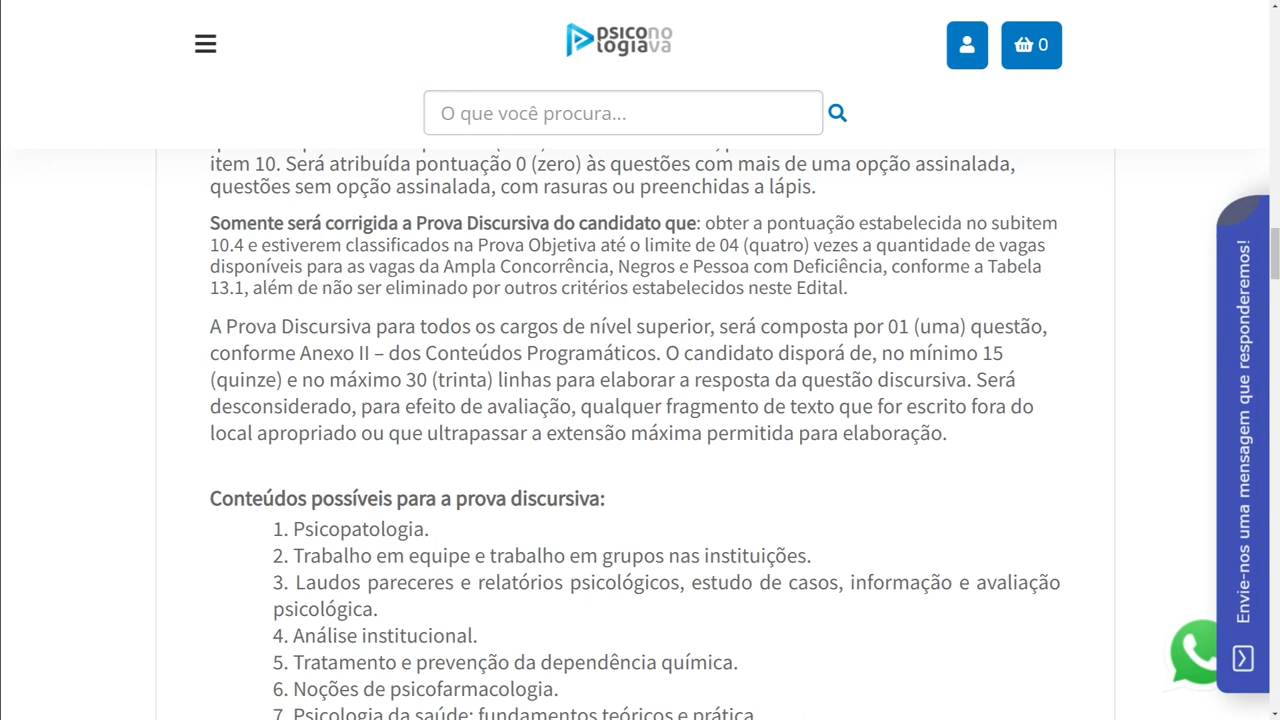 psicono
logiava
0
O que você procura...
item 10. Será atribuída pontuação 0 (zero) às questões com mais de uma opção assinalada,
questões sem opção assinalada, com rasuras ou preenchidas a lápis.
Somente será corrigida a Prova Discursiva do candidato que: obter a pontuação estabelecida no subitem
10.4 e estiverem classificados na Prova Objetiva até o limite de 04 (quatro) vezes a quantidade de vagas
disponíveis para as vagas da Ampla Concorrência, Negros e Pessoa com Deficiência, conforme a Tabela
13.1, além de não ser eliminado por outros critérios estabelecidos neste Edital.
A Prova Discursiva para todos os cargos de nível superior, será composta por 01 (uma) questão,
conforme Anexo II – dos Conteúdos Programáticos. O candidato disporá de, no mínimo 15
(quinze) e no máximo 30 (trinta) linhas para elaborar a resposta da questão discursiva. Será
desconsiderado, para efeito de avaliação, qualquer fragmento de texto que for escrito fora do
local apropriado ou que ultrapassar a extensão máxima permitida para elaboração.
Conteúdos possíveis para a prova discursiva:
1. Psicopatologia.
2. Trabalho em equipe e trabalho em grupos nas instituições.
3. Laudos pareceres e relatórios psicológicos, estudo de casos, informação e avaliação
psicológica.
4. Análise institucional.
5. Tratamento e prevenção da dependência química.
6. Noções de psicofarmacologia.
7. Psicologia da saúde: fundamentos teóricos e prática
Envie-nos uma mensagem que responderemos!